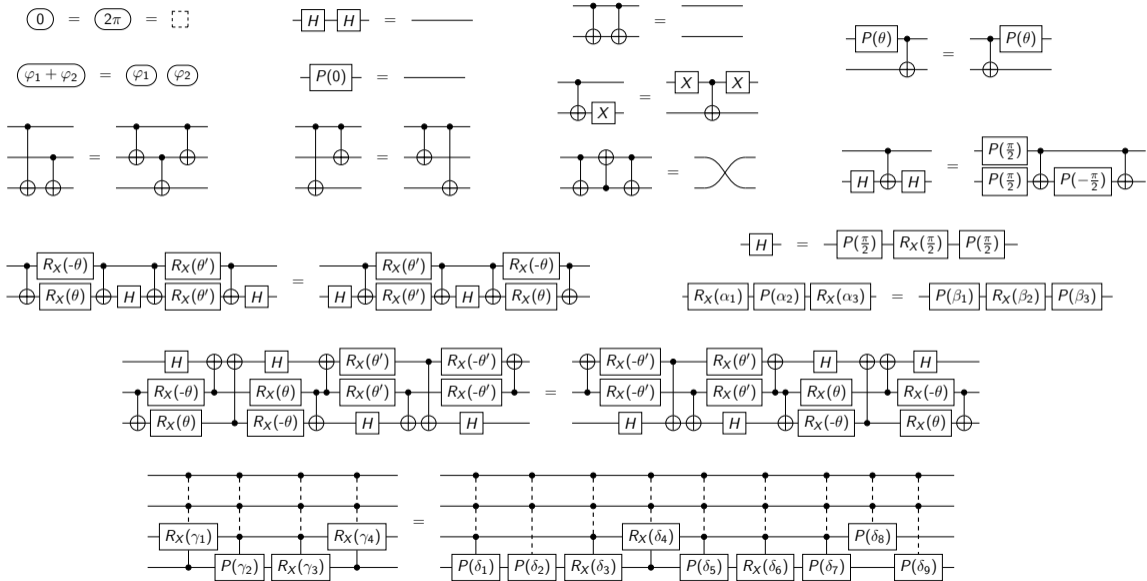 0 = 2π =
H H =
=
P(θ) = P(θ)
φ₁ + φ₂ = φ₁ φ₂
P(0) =
X = X X
=
=
=
H H = P(π/2) P(π/2) P(-π/2)
H = P(π/2) R_X(π/2) P(π/2)
R_X(-θ) R_X(θ) H R_X(θ′) R_X(θ′) H = H R_X(θ′) R_X(θ′) H R_X(-θ) R_X(θ)
R_X(α₁) P(α₂) R_X(α₃) = P(β₁) R_X(β₂) P(β₃)
H H R_X(θ′) R_X(-θ′) R_X(-θ′) R_X(θ′) H H
R_X(-θ) R_X(θ) R_X(θ′) R_X(-θ′) = R_X(-θ′) R_X(θ′) R_X(θ) R_X(-θ)
R_X(θ) R_X(-θ) H H H H R_X(-θ) R_X(θ)
R_X(γ₁) R_X(γ₄) = R_X(δ₄) P(δ₈)
P(γ₂) R_X(γ₃) P(δ₁) P(δ₂) R_X(δ₃) P(δ₅) R_X(δ₆) P(δ₇) P(δ₉)